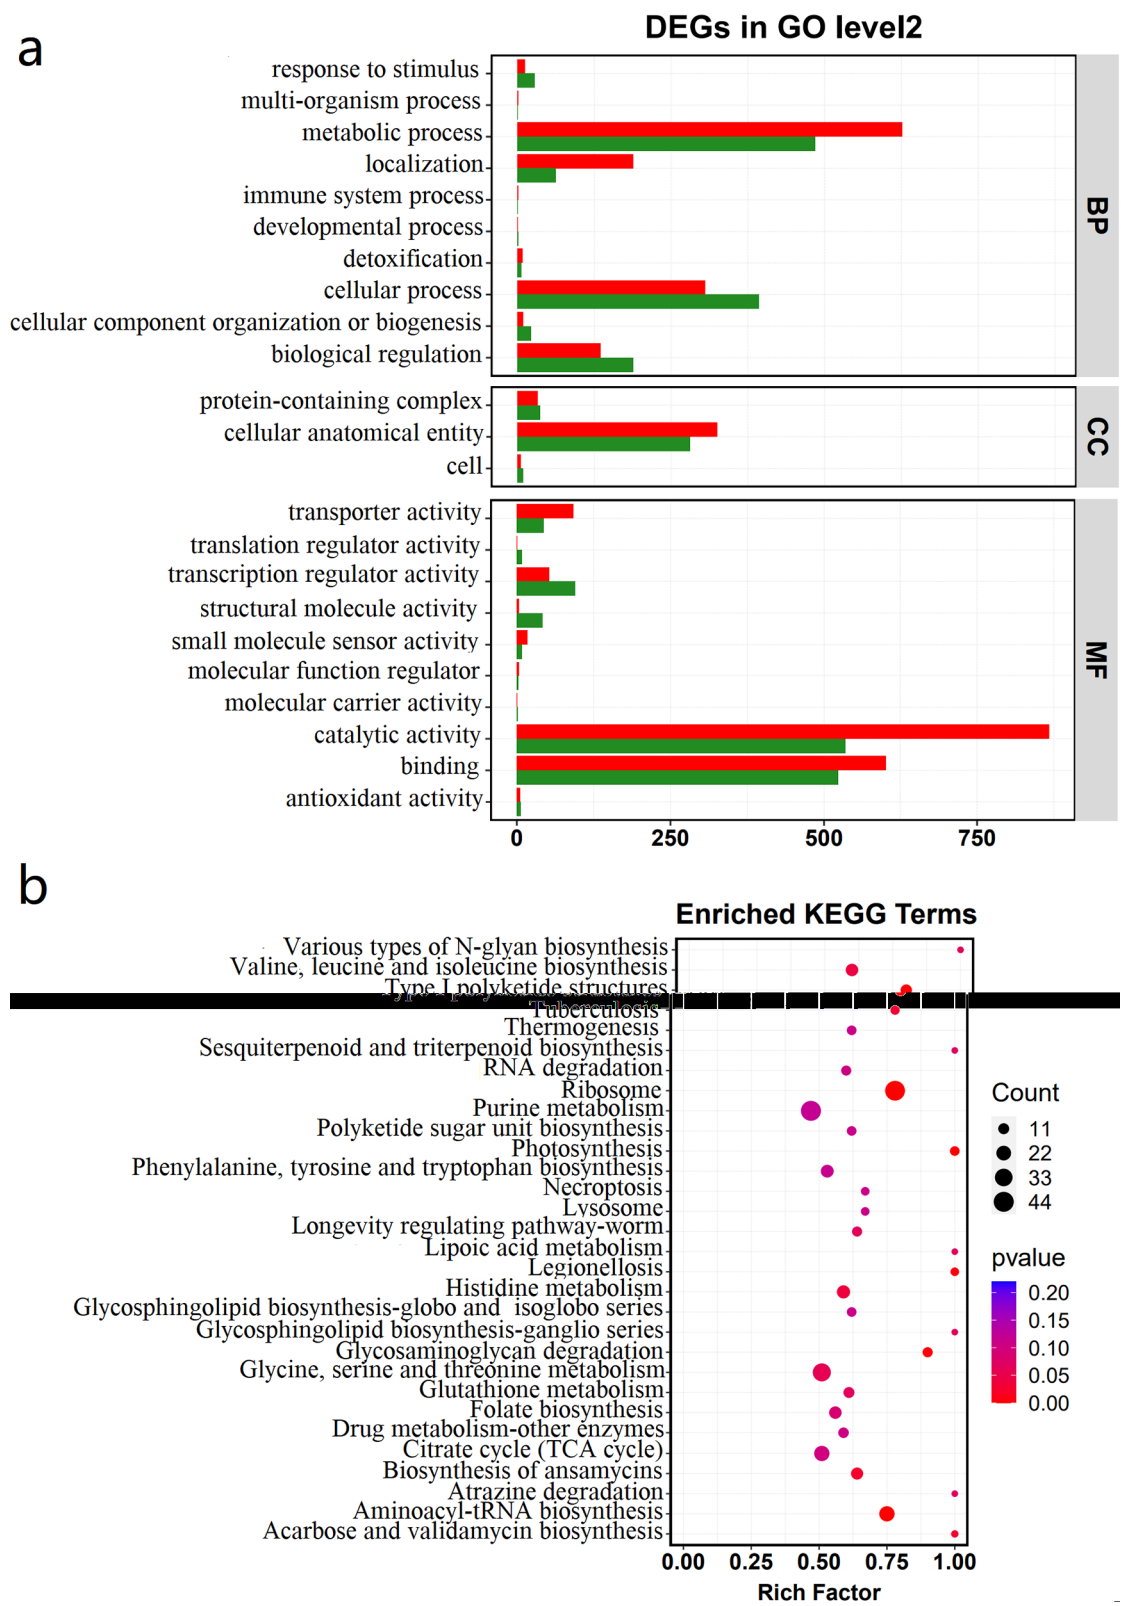 a
DEGs in GO level2
response to stimulus
multi-organism process
metabolic process
localization
immune system process
developmental process
detoxification
cellular process
cellular component organization or biogenesis
biological regulation
BP
protein-containing complex
cellular anatomical entity
cell
CC
transporter activity
translation regulator activity
transcription regulator activity
structural molecule activity
small molecule sensor activity
molecular function regulator
molecular carrier activity
catalytic activity
binding
antioxidant activity
MF
0 250 500 750
b
Enriched KEGG Terms
Various types of N-glyan biosynthesis
Valine, leucine and isoleucine biosynthesis
Type I polyketide structures
Tuberculosis
Thermogenesis
Sesquiterpenoid and triterpenoid biosynthesis
RNA degradation
Ribosome
Purine metabolism
Polyketide sugar unit biosynthesis
Photosynthesis
Phenylalanine, tyrosine and tryptophan biosynthesis
Necroptosis
Lysosome
Longevity regulating pathway-worm
Lipoic acid metabolism
Legionellosis
Histidine metabolism
Glycosphingolipid biosynthesis-globo and isoglobo series
Glycosphingolipid biosynthesis-ganglio series
Glycosaminoglycan degradation
Glycine, serine and threonine metabolism
Glutathione metabolism
Folate biosynthesis
Drug metabolism-other enzymes
Citrate cycle (TCA cycle)
Biosynthesis of ansamycins
Atrazine degradation
Aminoacyl-tRNA biosynthesis
Acarbose and validamycin biosynthesis
0.00 0.25 0.50 0.75 1.00
Rich Factor
Count
11
22
33
44
pvalue
0.20
0.15
0.10
0.05
0.00